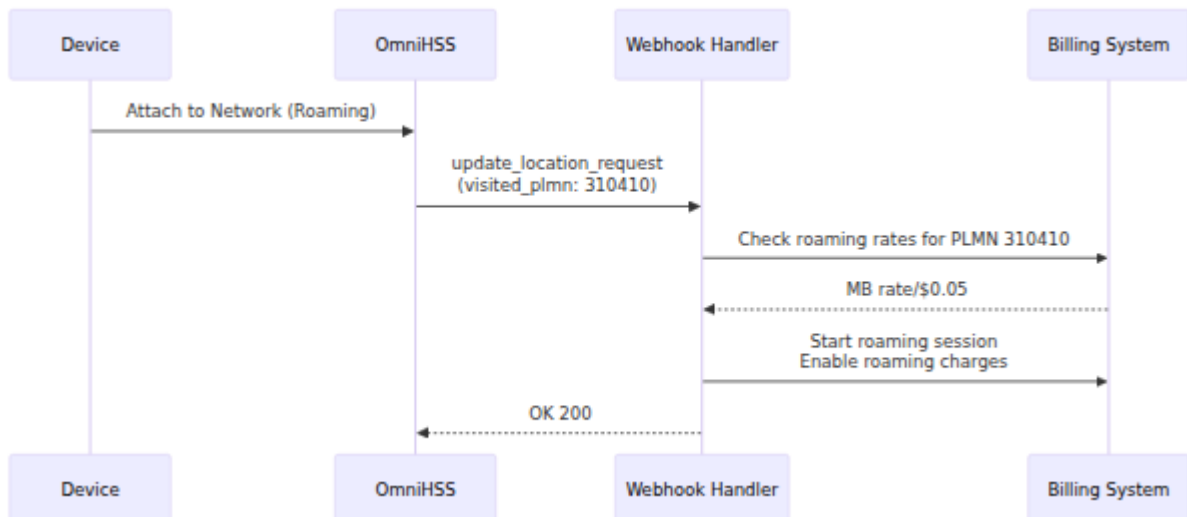 Device
OmniHSS
Webhook Handler
Billing System
Attach to Network (Roaming)
update_location_request
(visited_plmn: 310410)
Check roaming rates for PLMN 310410
MB rate/$0.05
Start roaming session
Enable roaming charges
OK 200
Device
OmniHSS
Webhook Handler
Billing System